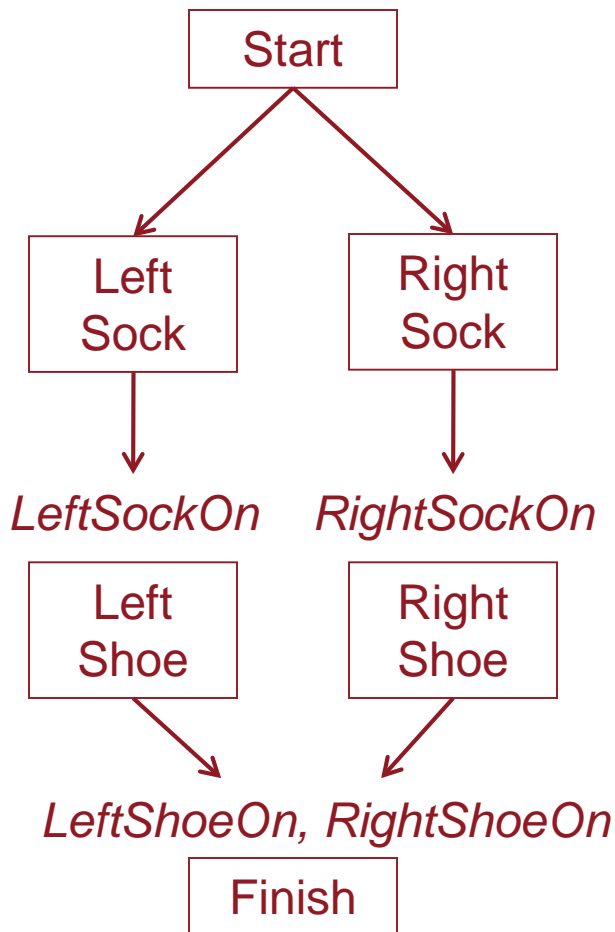 Start
Left
Sock
Right
Sock
LeftSockOn
RightSockOn
Left
Shoe
Right
Shoe
LeftShoeOn, RightShoeOn
Finish